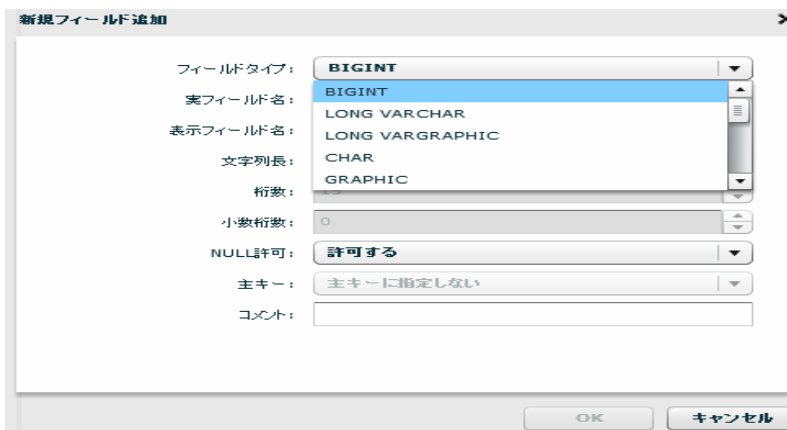 新規フィールド追加
フィールドタイプ: BIGINT
BIGINT
実フィールド名:
LONG VARCHAR
表示フィールド名:
LONG VARGRAPHIC
文字列長:
CHAR
GRAPHIC
桁数: 19
小数桁数: 0
NULL許可: 許可する
主キー: 主キーに指定しない
コメント:
OK キャンセル